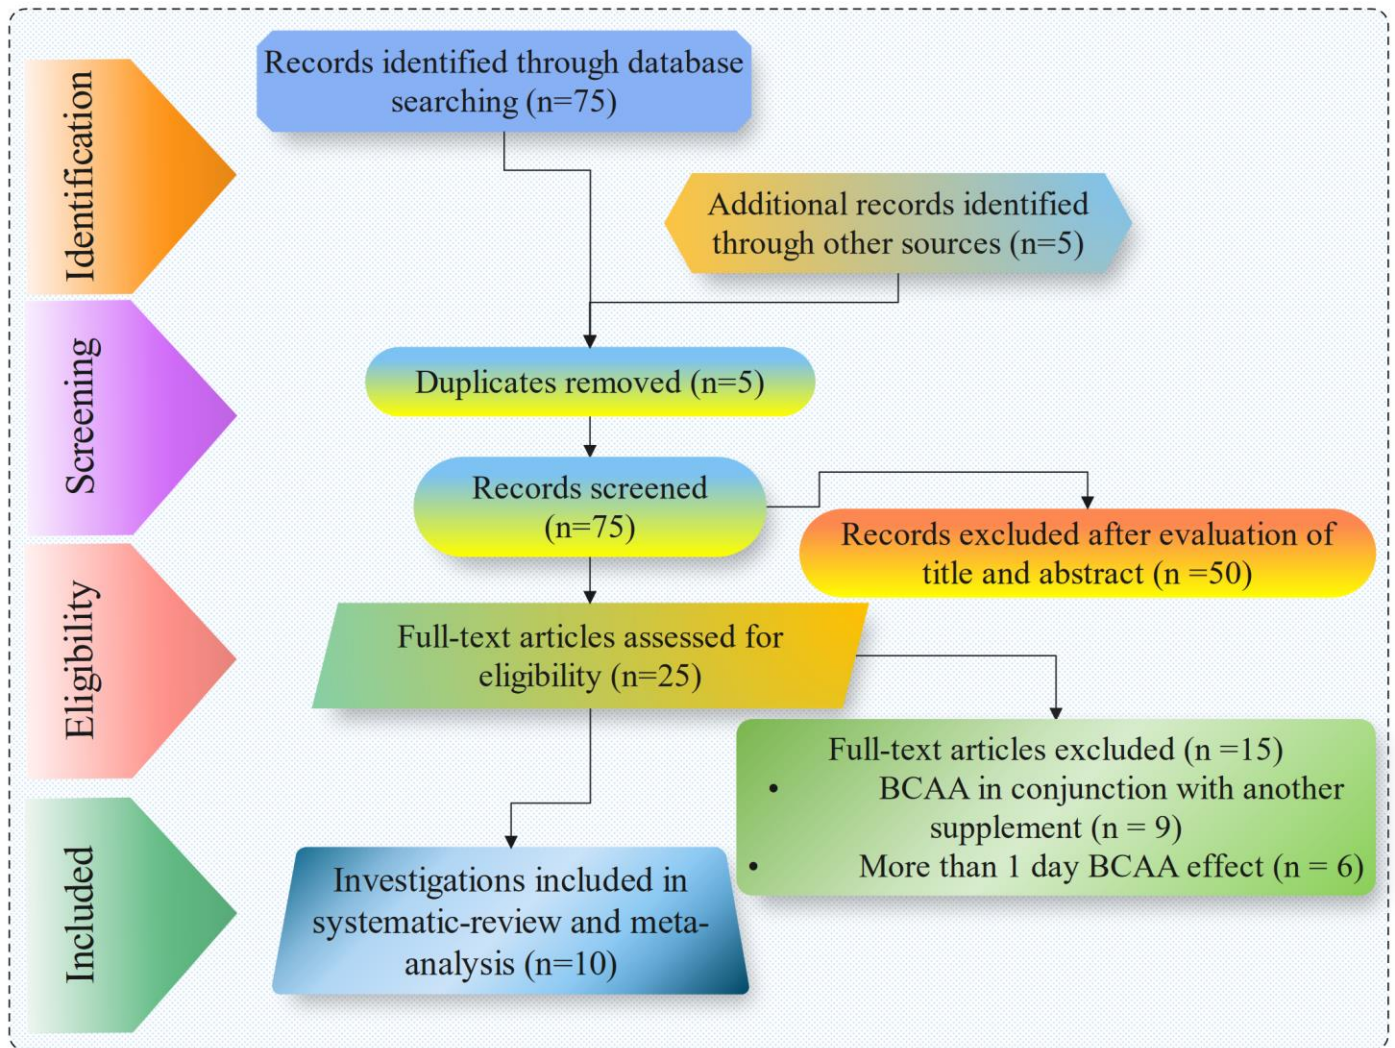 Identification
Records identified through database
searching (n=75)
Additional records identified
through other sources (n=5)
Screening
Duplicates removed (n=5)
Records screened
(n=75)
Records excluded after evaluation of
title and abstract (n =50)
Eligibility
Full-text articles assessed for
eligibility (n=25)
Full-text articles excluded (n =15)
• BCAA in conjunction with another
supplement (n = 9)
• More than 1 day BCAA effect (n = 6)
Included
Investigations included in
systematic-review and meta-
analysis (n=10)